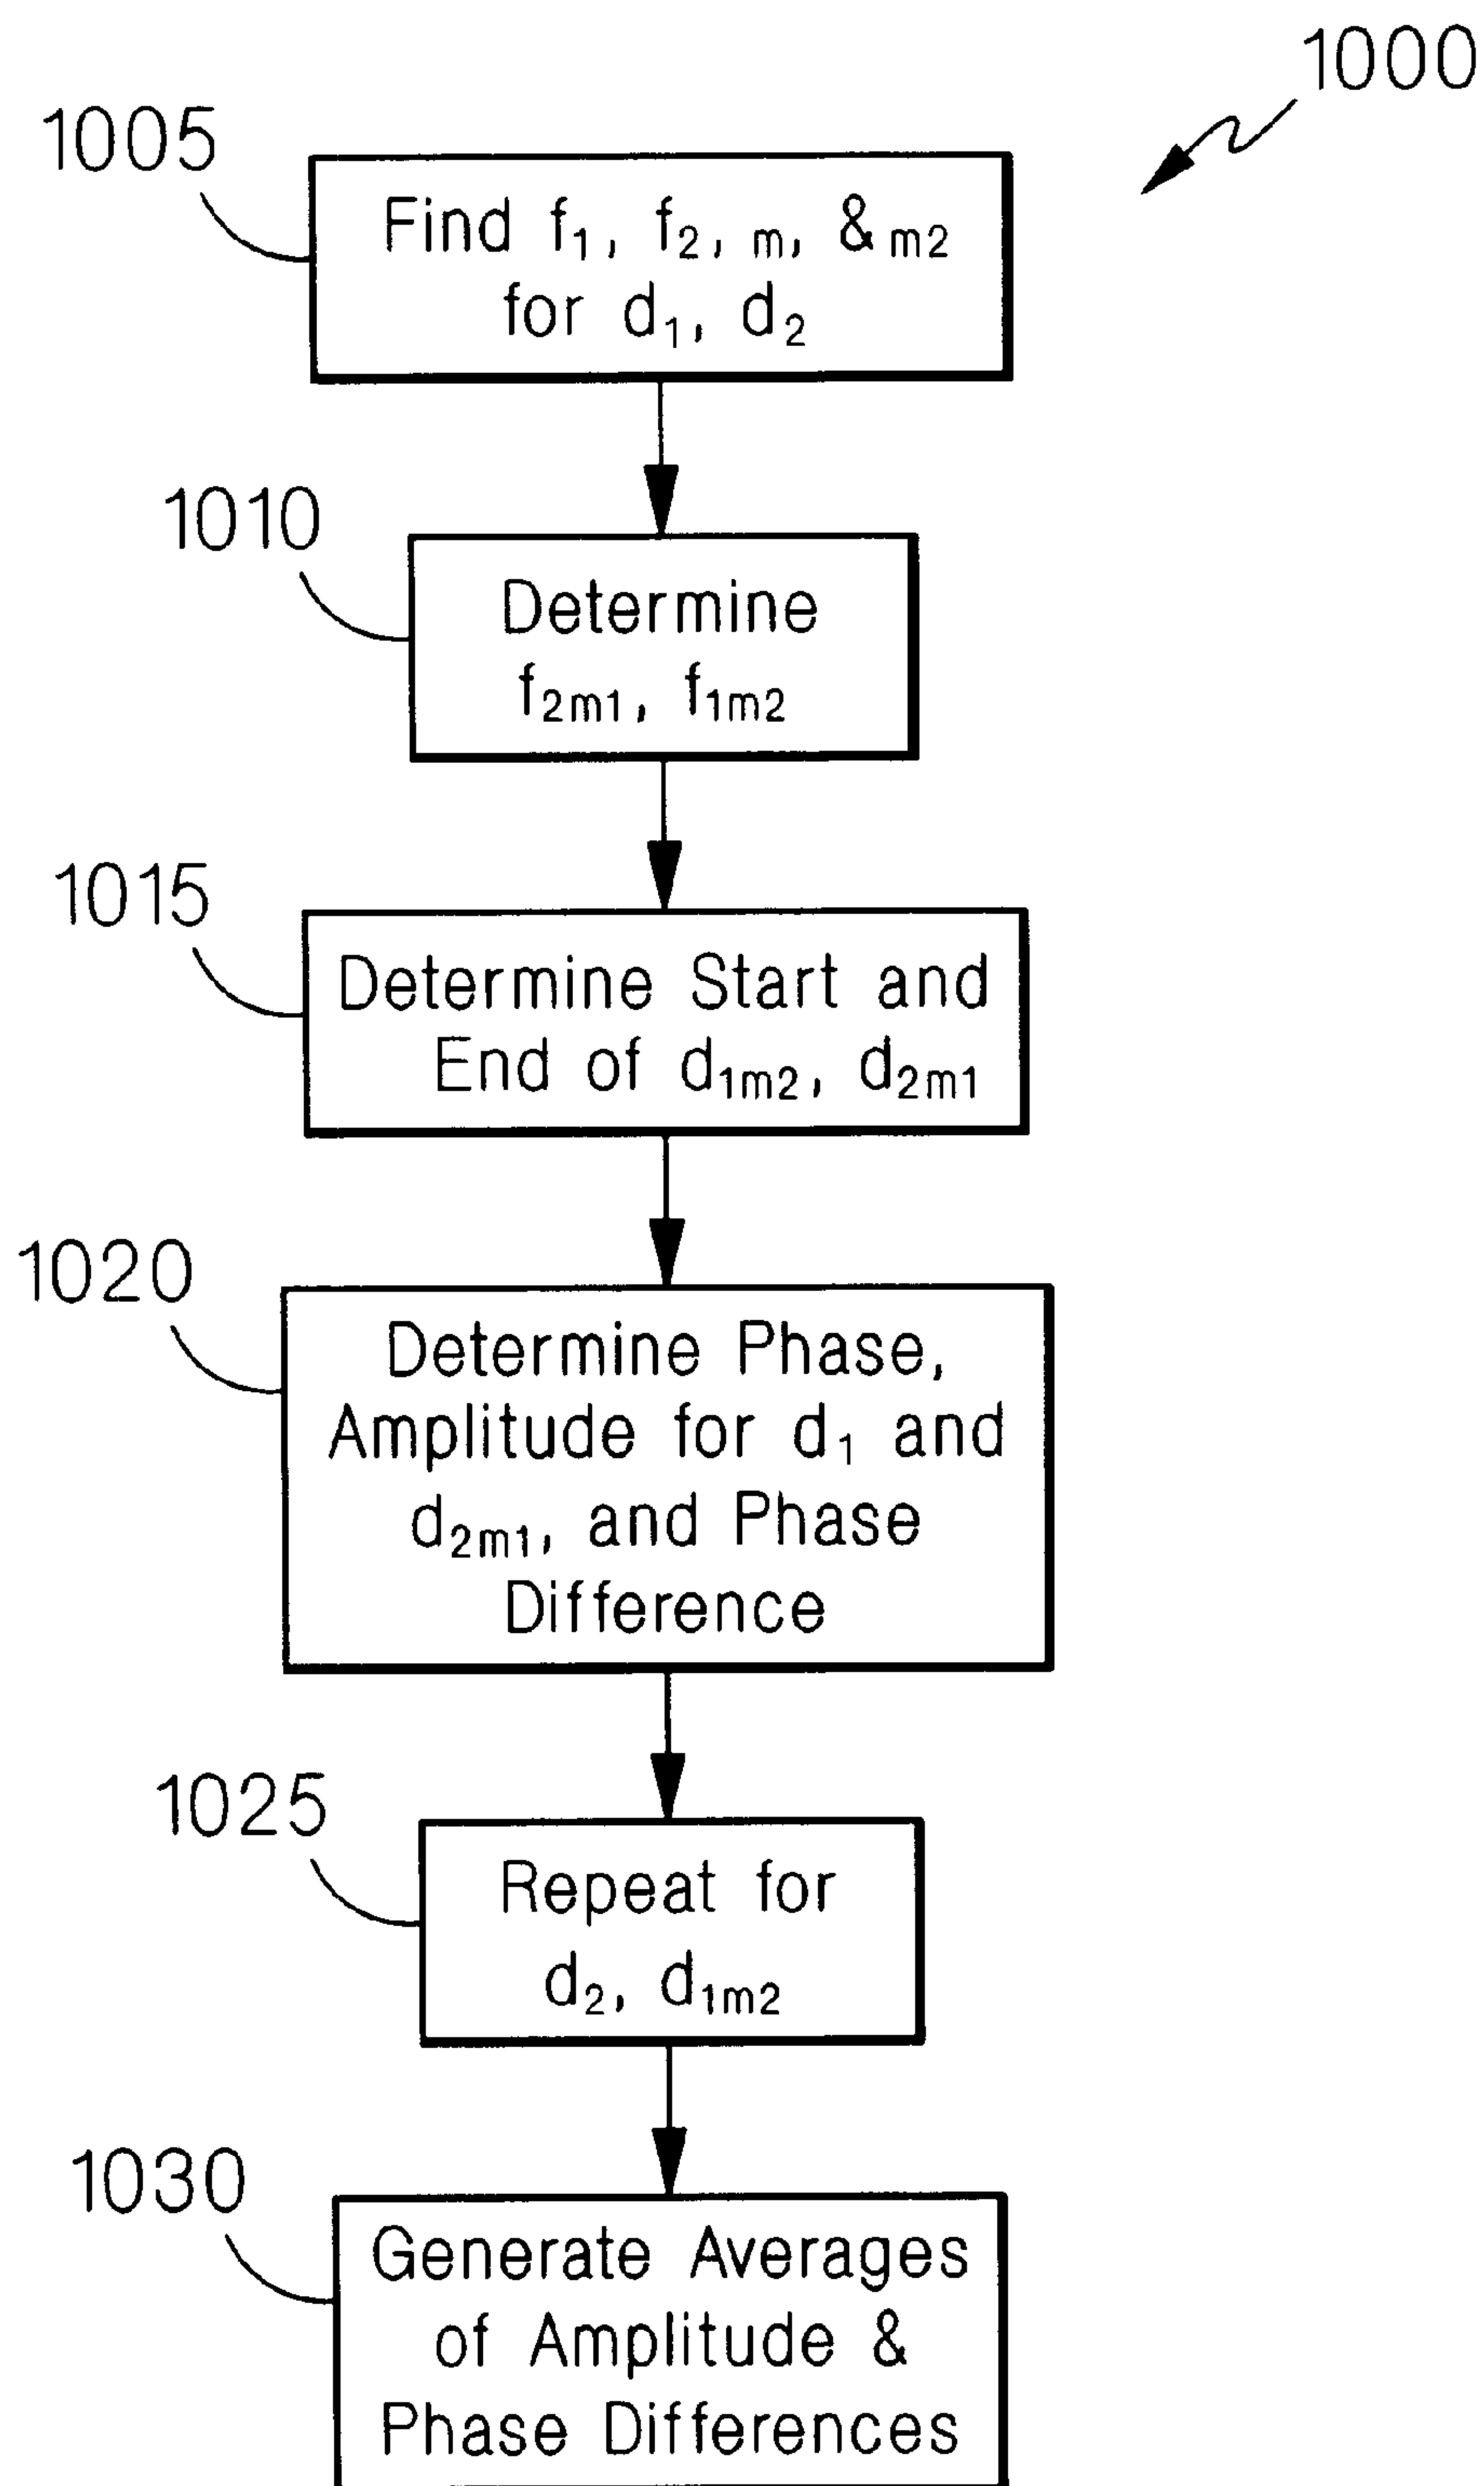 1000
1005
Find f₁, f₂, ₘ, & ₘ₂
for d₁, d₂
1010
Determine
f₂ₘ₁, f₁ₘ₂
1015
Determine Start and
End of d₁ₘ₂, d₂ₘ₁
1020
Determine Phase,
Amplitude for d₁ and
d₂ₘ₁, and Phase
Difference
1025
Repeat for
d₂, d₁ₘ₂
1030
Generate Averages
of Amplitude &
Phase Differences